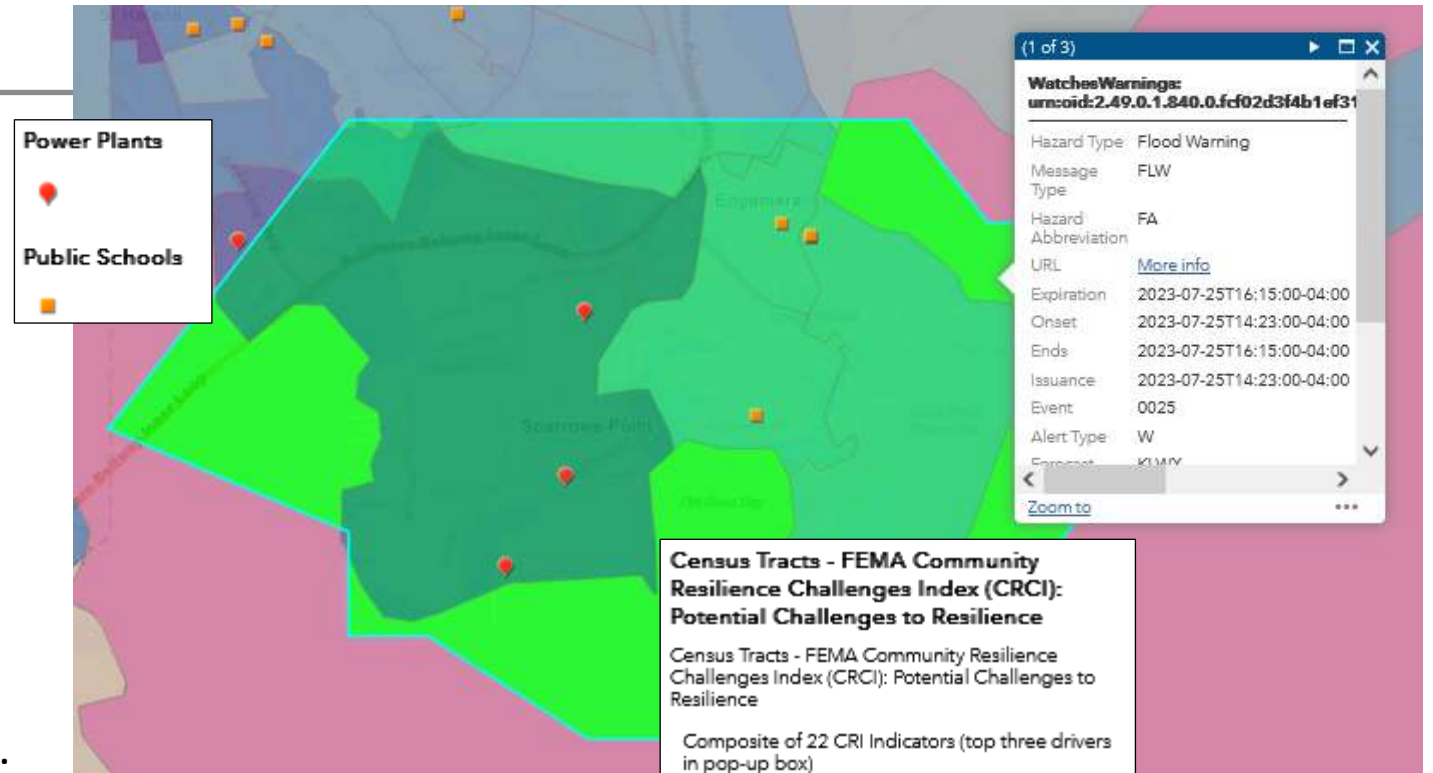 St Helena
Power Plants
Public Schools
Edgemere
Sparrows Point
(1 of 3)
WatchesWarnings:
urn:oid:2.49.0.1.840.0.fcf02d3f4b1ef31
Hazard Type Flood Warning
Message Type FLW
Hazard Abbreviation FA
URL More info
Expiration 2023-07-25T16:15:00-04:00
Onset 2023-07-25T14:23:00-04:00
Ends 2023-07-25T16:15:00-04:00
Issuance 2023-07-25T14:23:00-04:00
Event 0025
Alert Type W
Forecast KLWX
Zoom to
Census Tracts - FEMA Community
Resilience Challenges Index (CRCI):
Potential Challenges to Resilience
Census Tracts - FEMA Community Resilience
Challenges Index (CRCI): Potential Challenges to
Resilience
Composite of 22 CRI Indicators (top three drivers
in pop-up box)
.